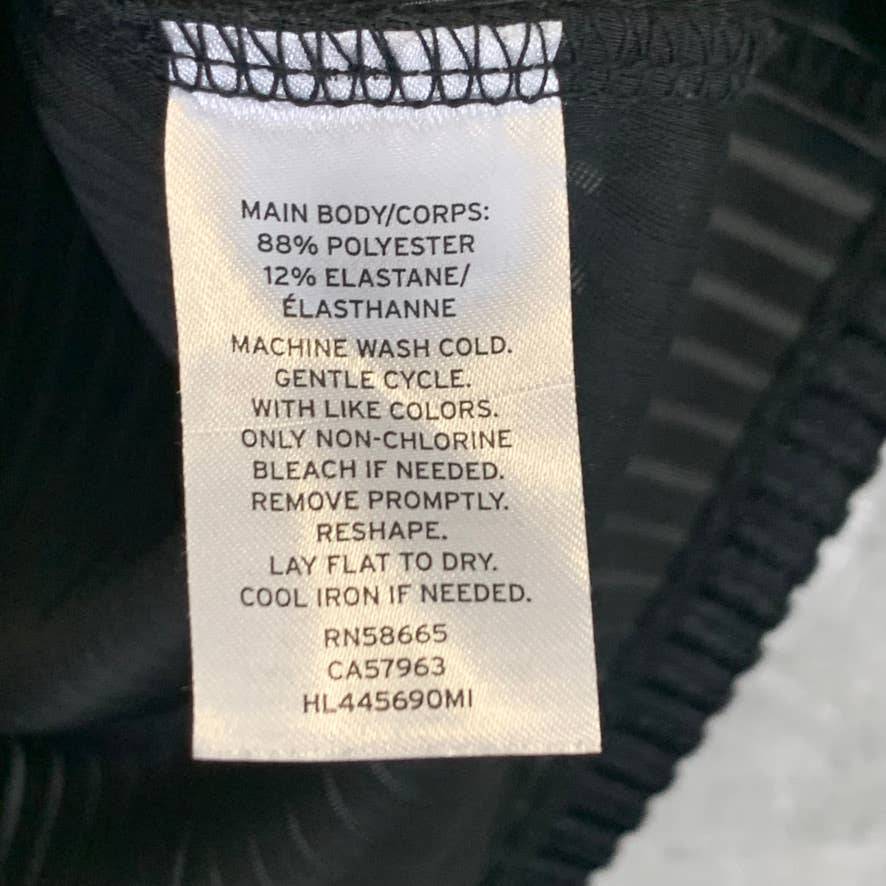 MAIN BODY/CORPS:
88% POLYESTER
12% ELASTANE/
ÉLASTHANNE
MACHINE WASH COLD.
GENTLE CYCLE.
WITH LIKE COLORS.
ONLY NON-CHLORINE
BLEACH IF NEEDED.
REMOVE PROMPTLY.
RESHAPE.
LAY FLAT TO DRY.
COOL IRON IF NEEDED.
RN58665
CA57963
HL445690MI